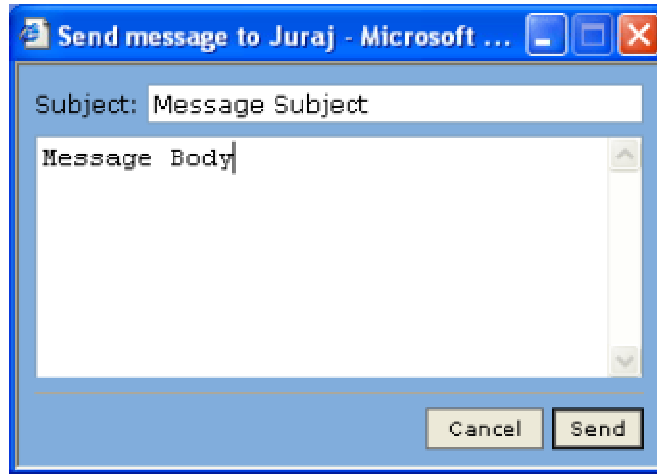 Send message to Juraj - Microsoft ...
Subject: Message Subject
Message Body
Cancel Send